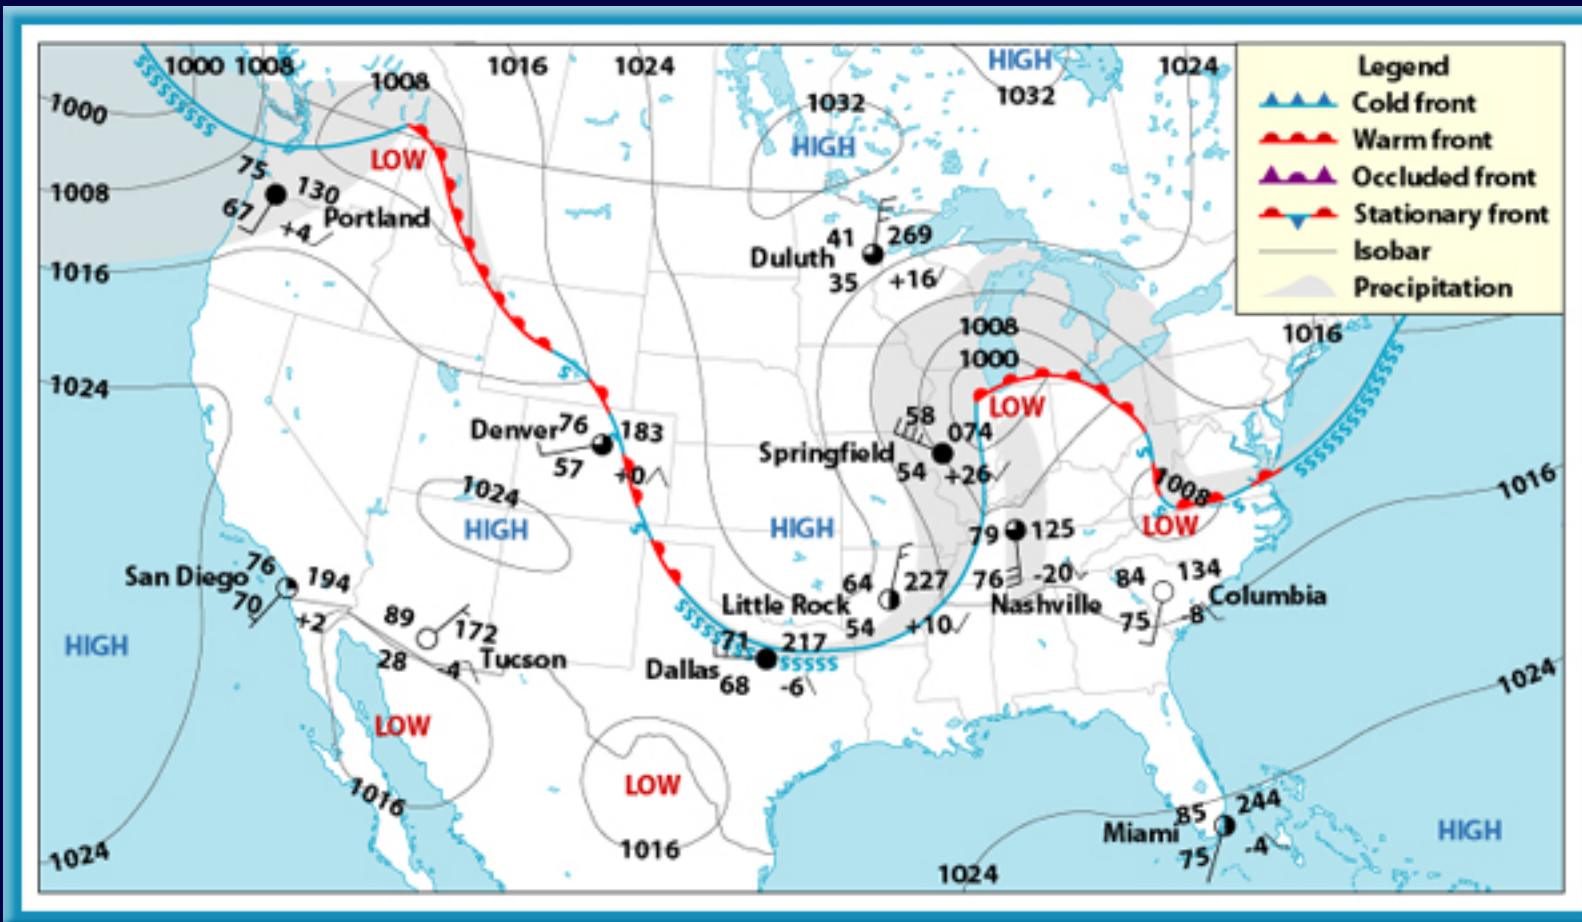 1000 1008
1008
1016
1024
HIGH
1032
1024
1032
HIGH
1000
1008
1016
1024
1024
LOW
Legend
Cold front
Warm front
Occluded front
Stationary front
Isobar
Precipitation
75
130
67
+4
Portland
41
269
Duluth
35
+16
1016
1008
1000
LOW
58
074
Springfield
54
+26
Denver
76
183
57
+0
1024
HIGH
HIGH
1008
LOW
1016
79
125
76
-20
Nashville
84
134
75
-8
Columbia
64
227
Little Rock
54
+10
76
194
San Diego
70
+2
89
172
28
-4
Tucson
71
217
Dallas
68
-6
HIGH
LOW
1016
LOW
1016
1024
85
244
Miami
75
-4
HIGH
1024